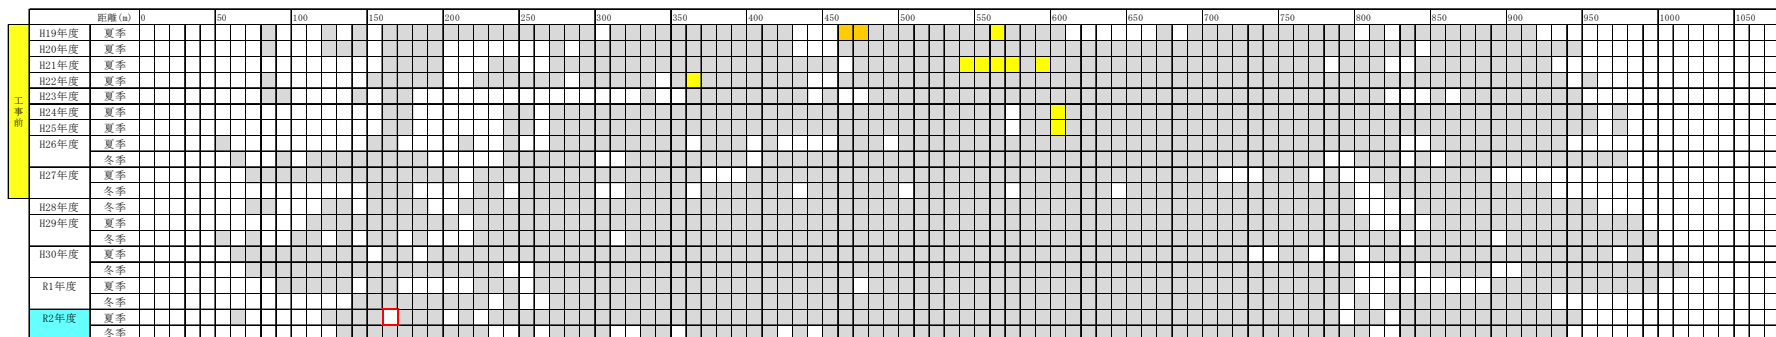 距離(m) 0 50 100 150 200 250 300 350 400 450 500 550 600 650 700 750 800 850 900 950 1000 1050
工事前
H19年度 夏季
H20年度 夏季
H21年度 夏季
H22年度 夏季
H23年度 夏季
H24年度 夏季
H25年度 夏季
H26年度 夏季
冬季
H27年度 夏季
冬季
H28年度 冬季
H29年度 夏季
冬季
H30年度 夏季
冬季
R1年度 夏季
冬季
R2年度 夏季
冬季